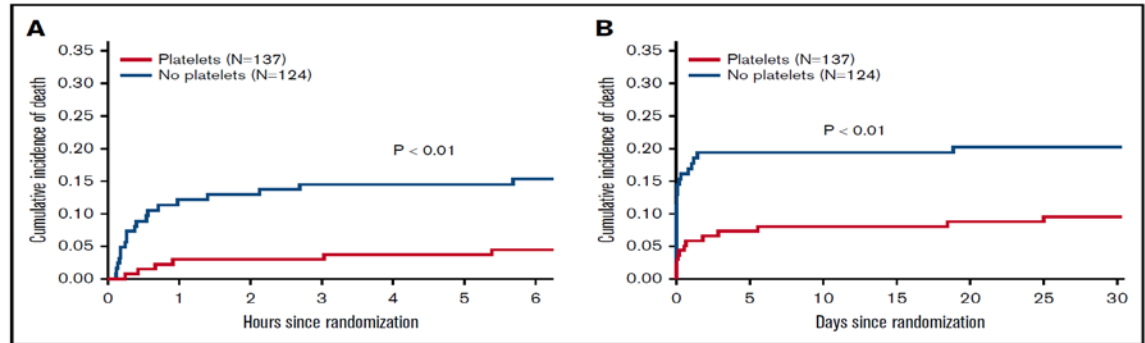 A
Platelets (N=137)
No platelets (N=124)
P < 0.01
Cumulative incidence of death
0.35
0.30
0.25
0.20
0.15
0.10
0.05
0.00
0 1 2 3 4 5 6
Hours since randomization
B
Platelets (N=137)
No platelets (N=124)
P < 0.01
Cumulative incidence of death
0.35
0.30
0.25
0.20
0.15
0.10
0.05
0.00
0 5 10 15 20 25 30
Days since randomization